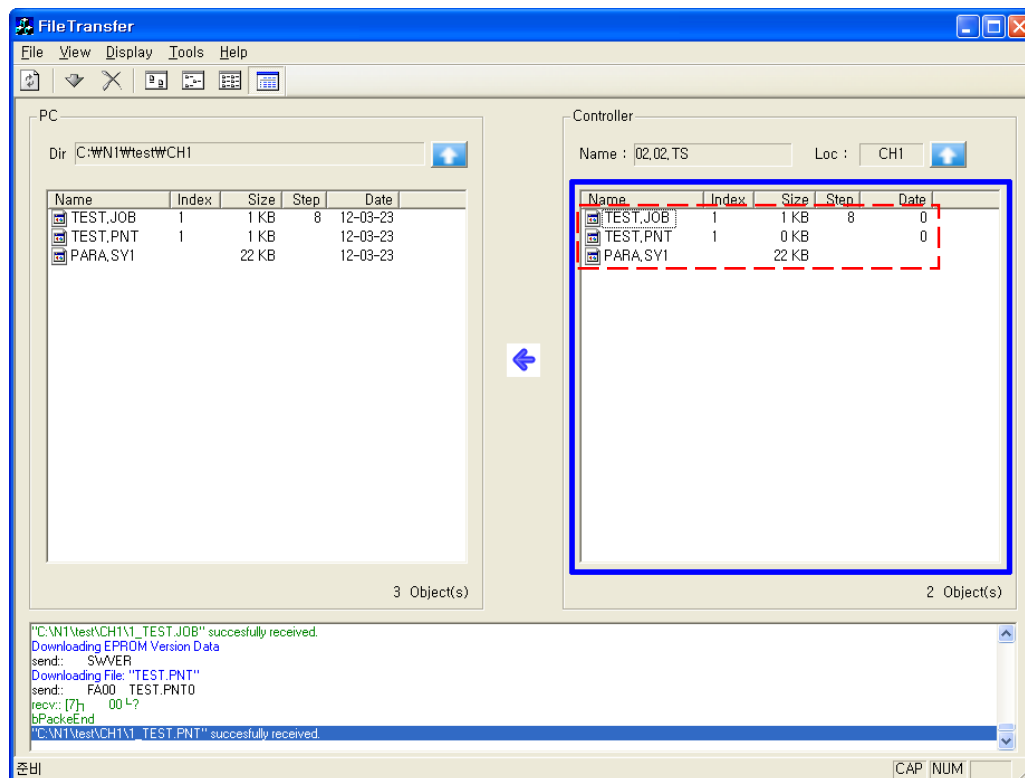 FileTransfer
File View Display Tools Help
PC
Dir C:₩N1₩test₩CH1
Name Index Size Step Date
TEST.JOB 1 1 KB 8 12-03-23
TEST.PNT 1 1 KB 12-03-23
PARA.SY1 22 KB 12-03-23
3 Object(s)
Controller
Name : 02.02.TS Loc : CH1
Name Index Size Step Date
TEST.JOB 1 1 KB 8 0
TEST.PNT 1 0 KB 0
PARA.SY1 22 KB
2 Object(s)
"C:\N1\test\CH1\1_TEST.JOB" succesfully received.
Downloading EPROM Version Data
send:: SWVER
Downloading File: "TEST.PNT"
send:: FA00 TEST.PNT0
recv:: [7]┐ 00└?
bPackeEnd
"C:\N1\test\CH1\1_TEST.PNT" succesfully received.
준비 CAP NUM